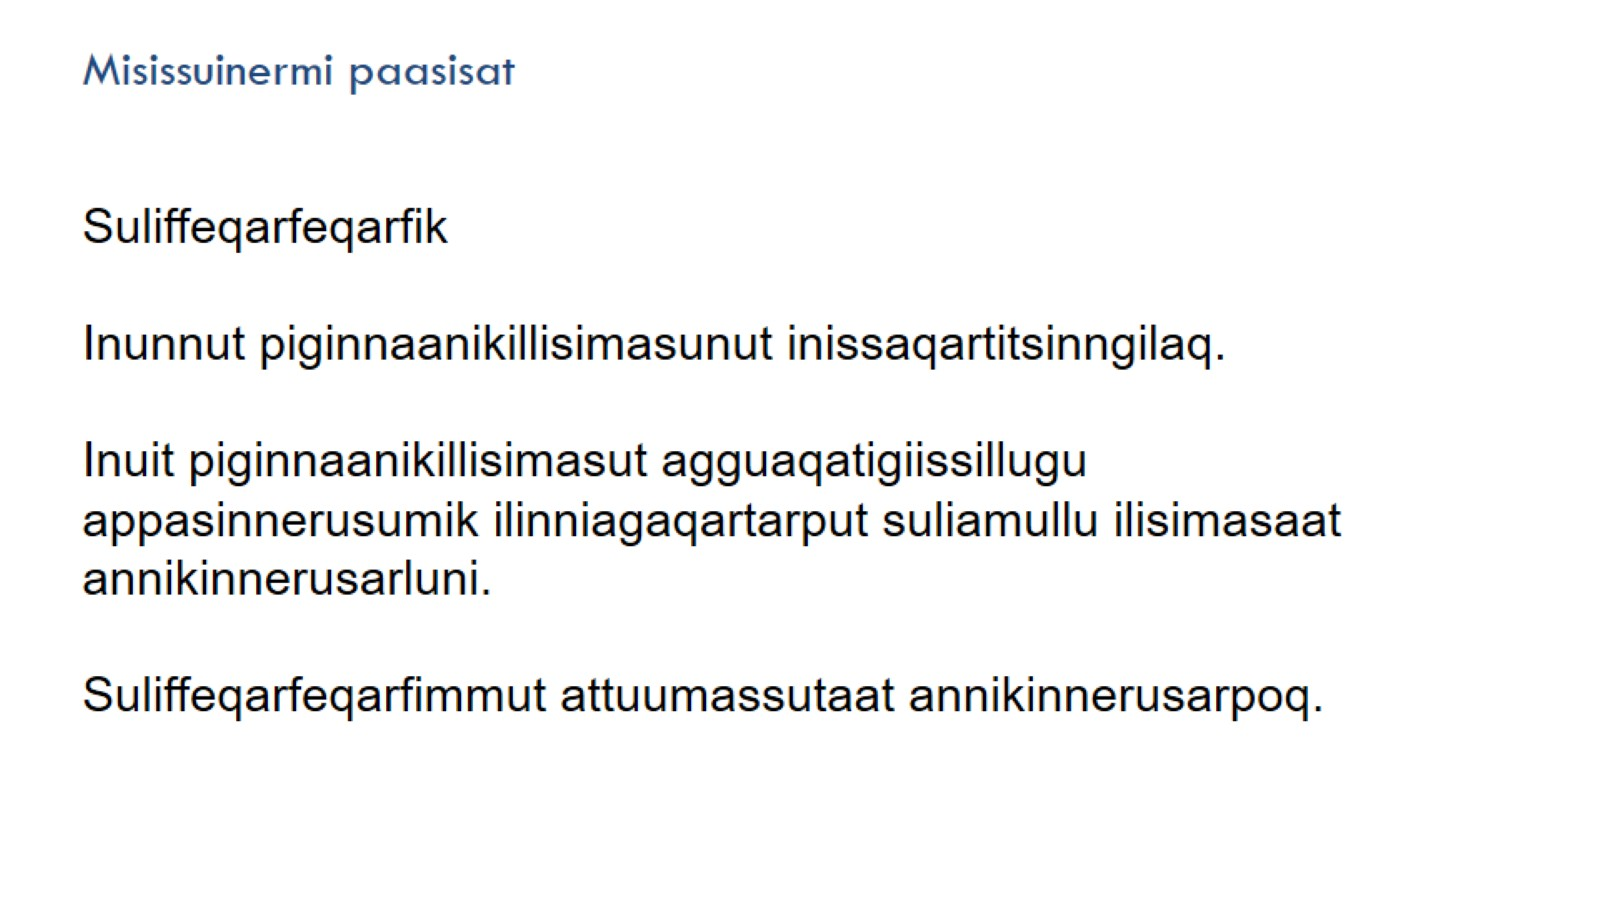 Misissuinermi paasisat
Suliffeqarfeqarfik
Inunnut piginnaanikillisimasunut inissaqartitsinngilaq.
Inuit piginnaanikillisimasut agguaqatigiissillugu
appasinnerusumik ilinniagaqartarput suliamullu ilisimasaat
annikinnerusarluni.
Suliffeqarfeqarfimmut attuumassutaat annikinnerusarpoq.